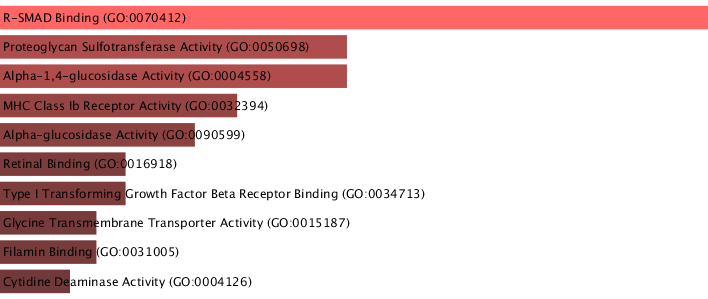 R-SMAD Binding (GO:0070412)
Proteoglycan Sulfotransferase Activity (GO:0050698)
Alpha-1,4-glucosidase Activity (GO:0004558)
MHC Class Ib Receptor Activity (GO:0032394)
Alpha-glucosidase Activity (GO:0090599)
Retinal Binding (GO:0016918)
Type I Transforming Growth Factor Beta Receptor Binding (GO:0034713)
Glycine Transmembrane Transporter Activity (GO:0015187)
Filamin Binding (GO:0031005)
Cytidine Deaminase Activity (GO:0004126)